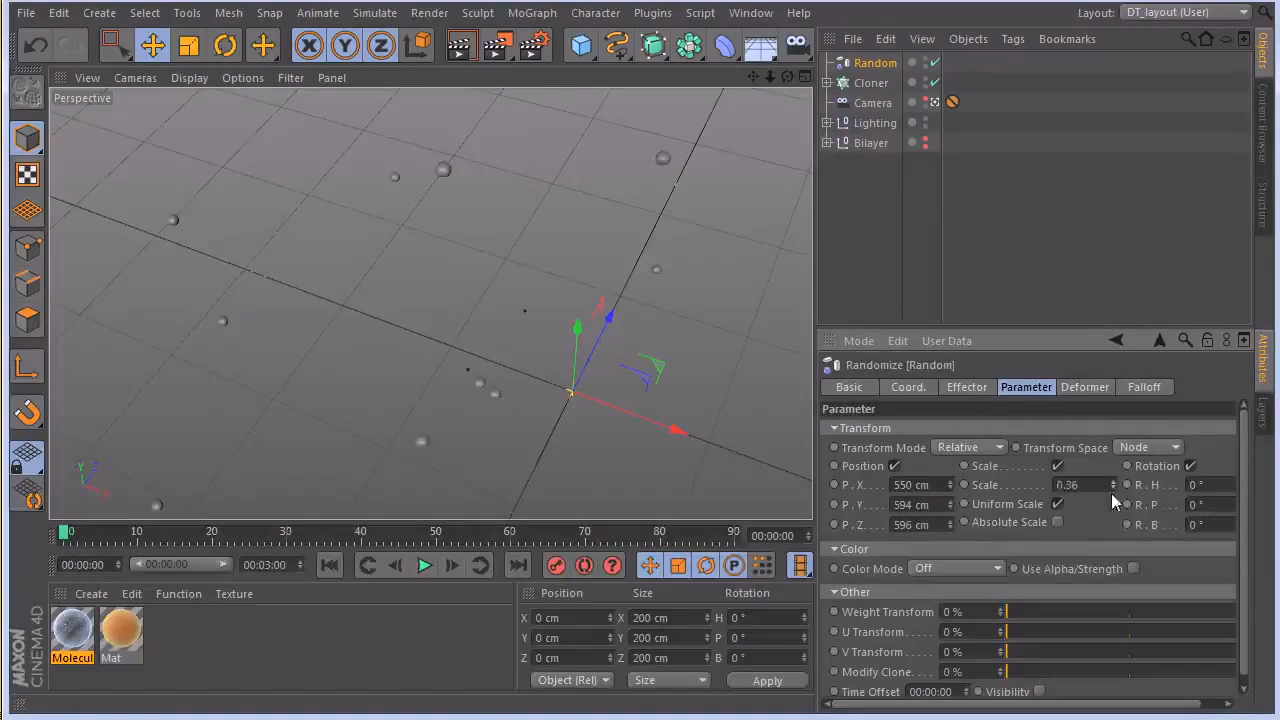 File Edit Create Select Tools Mesh Snap Animate Simulate Render Sculpt MoGraph Character Plugins Script Window Help Layout: DT_layout (User)
File Edit View Objects Tags Bookmarks
View Cameras Display Options Filter Panel
Perspective
Random
Cloner
Camera
Lighting
Bilayer
Objects
Content Browser
Structure
Attributes
Layers
Mode Edit User Data
Randomize [Random]
Basic Coord. Effector Parameter Deformer Falloff
Parameter
Transform
Transform Mode Relative Transform Space Node
Position Scale Rotation
P . X 550 cm Scale 0.36 R . H 0 °
P . Y 594 cm Uniform Scale R . P 0 °
P . Z 596 cm Absolute Scale R . B 0 °
Color
Color Mode Off Use Alpha/Strength
Other
Weight Transform 0 %
U Transform 0 %
V Transform 0 %
Modify Clone 0 %
Time Offset 00:00:00 Visibility
Y Z X
0 10 20 30 40 50 60 70 80 90 00:00:00
00:00:00 00:00:00 00:03:00
Create Edit Function Texture
Molecul Mat
Position Size Rotation
X 0 cm X 200 cm H 0 °
Y 0 cm Y 200 cm P 0 °
Z 0 cm Z 200 cm B 0 °
Object (Rel) Size Apply
MAXON
CINEMA 4D